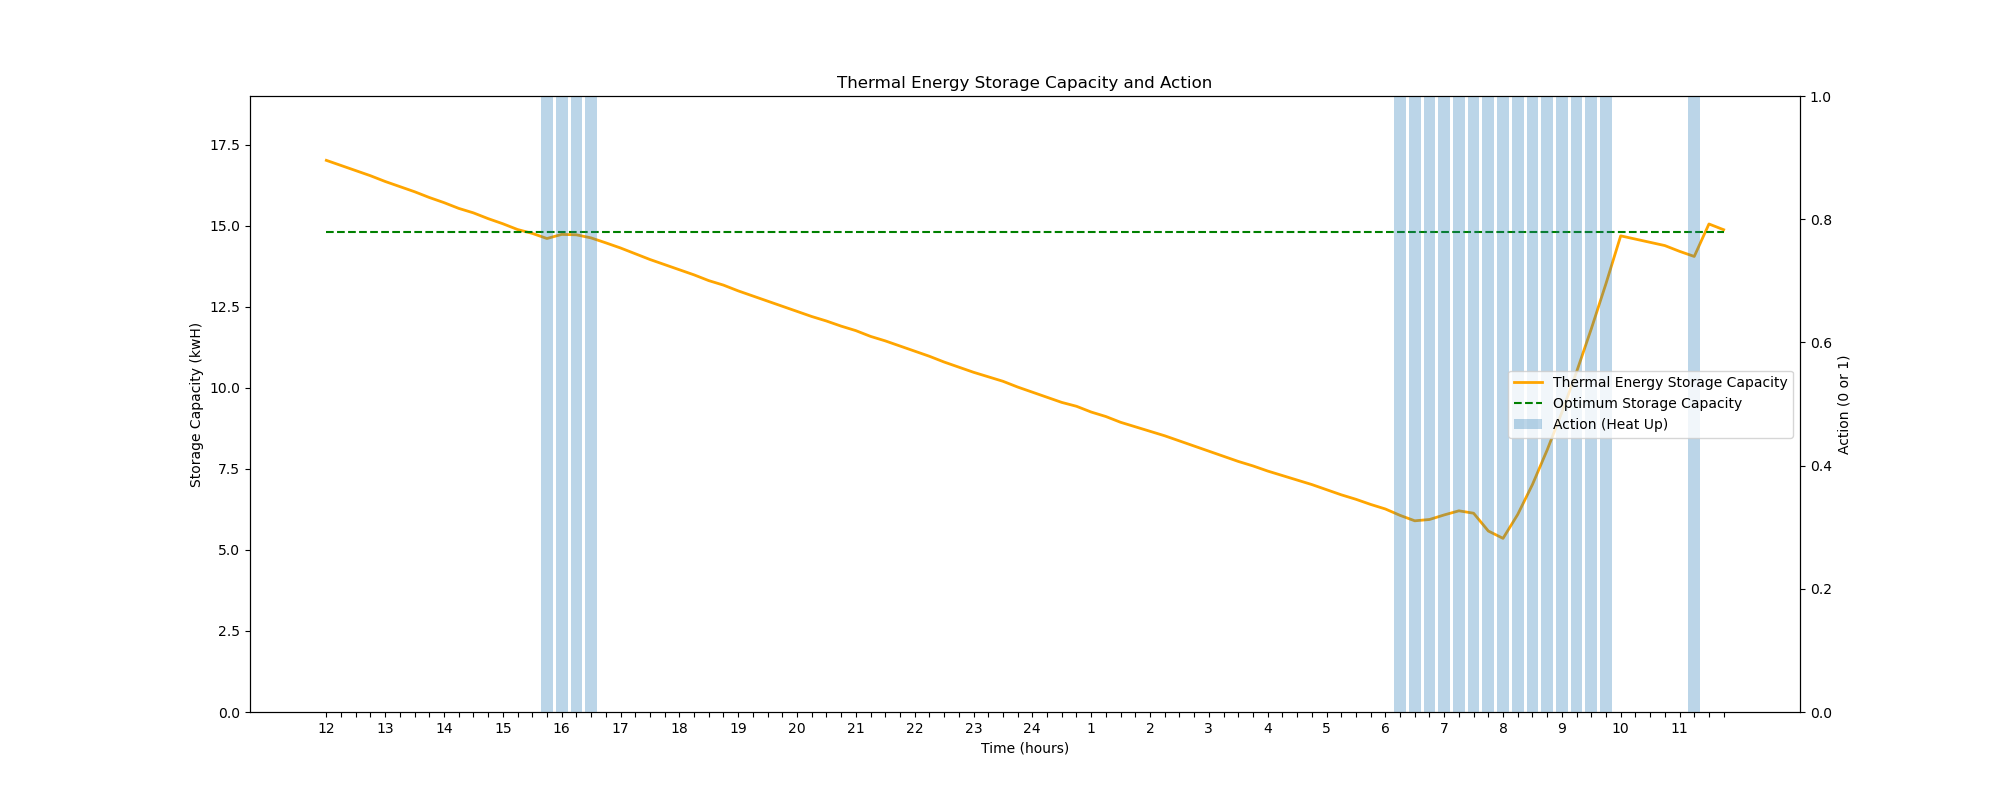 Thermal Energy Storage Capacity and Action
Storage Capacity (kwH)
17.5
15.0
12.5
10.0
7.5
5.0
2.5
0.0
1.0
0.8
0.6
0.4
0.2
0.0
Action (0 or 1)
Thermal Energy Storage Capacity
Optimum Storage Capacity
Action (Heat Up)
12 13 14 15 16 17 18 19 20 21 22 23 24 1 2 3 4 5 6 7 8 9 10 11
Time (hours)